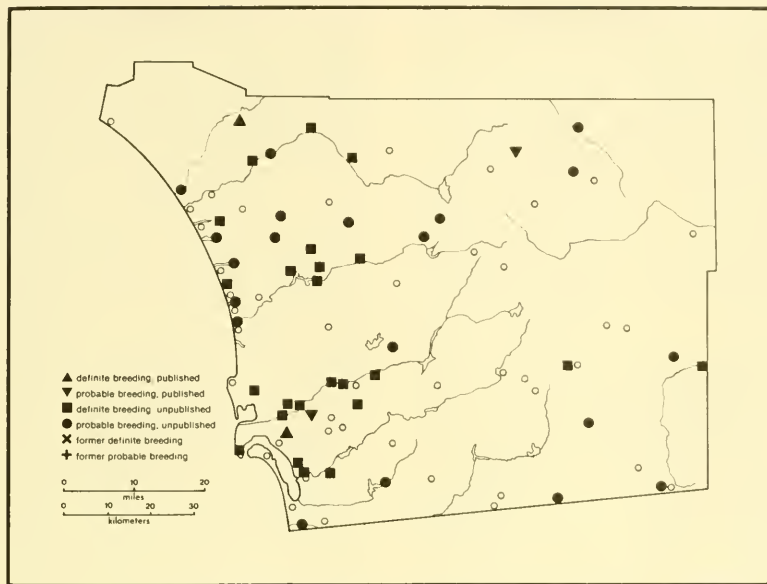 ▲ definite breeding, published
▼ probable breeding, published
■ definite breeding, unpublished
● probable breeding, unpublished
✕ former definite breeding
+ former probable breeding
0 10 20
miles
0 10 20 30
kilometers